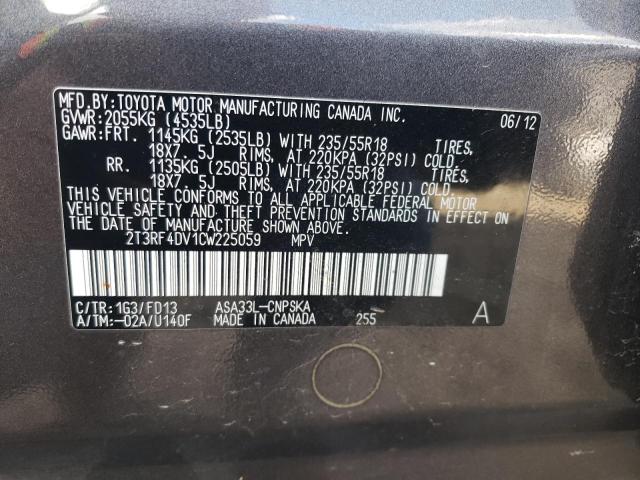 MFD.BY:TOYOTA MOTOR MANUFACTURING CANADA INC. 06/12
GVWR:2055KG (4535LB)
GAWR:FRT. 1145KG (2535LB) WITH 235/55R18 TIRES,
18X7. 5J RIMS, AT 220KPA (32PSI) COLD.
RR. 1135KG (2505LB) WITH 235/55R18 TIRES,
18X7. 5J RIMS, AT 220KPA (32PSI) COLD.
THIS VEHICLE CONFORMS TO ALL APPLICABLE FEDERAL MOTOR
VEHICLE SAFETY AND THEFT PREVENTION STANDARDS IN EFFECT ON
THE DATE OF MANUFACTURE SHOWN ABOVE.
2T3RF4DV1CW225059 MPV
C/TR:1G3/FD13 ASA33L-CNPSKA
A/TM:-02A/U140F MADE IN CANADA 255 A